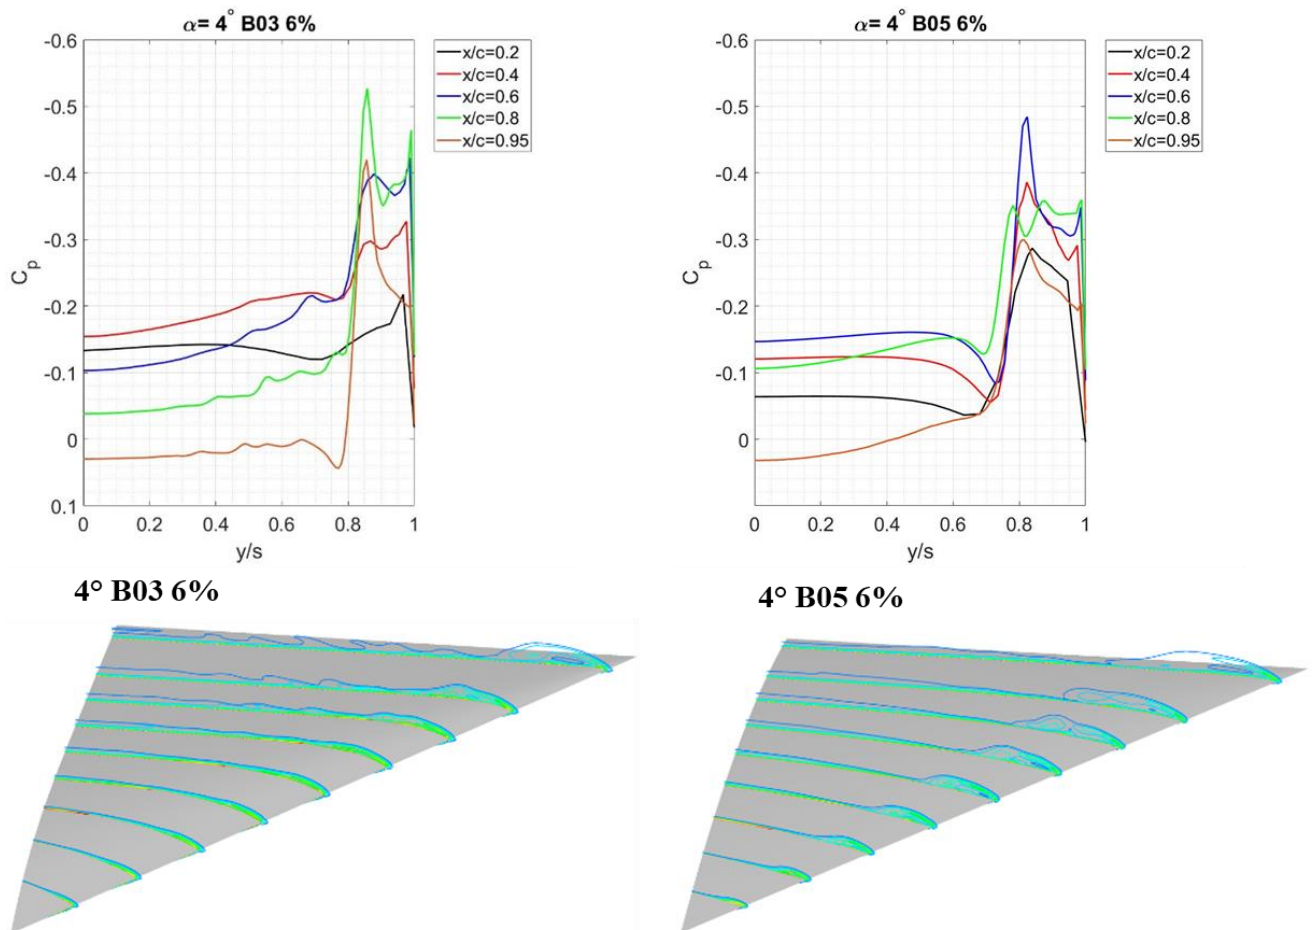 α= 4° B03 6%
-0.6
-0.5
-0.4
-0.3
-0.2
-0.1
0
0.1
Cp
0 0.2 0.4 0.6 0.8 1
y/s
x/c=0.2
x/c=0.4
x/c=0.6
x/c=0.8
x/c=0.95
α= 4° B05 6%
-0.6
-0.5
-0.4
-0.3
-0.2
-0.1
0
Cp
0 0.2 0.4 0.6 0.8 1
y/s
x/c=0.2
x/c=0.4
x/c=0.6
x/c=0.8
x/c=0.95
4° B03 6%
4° B05 6%